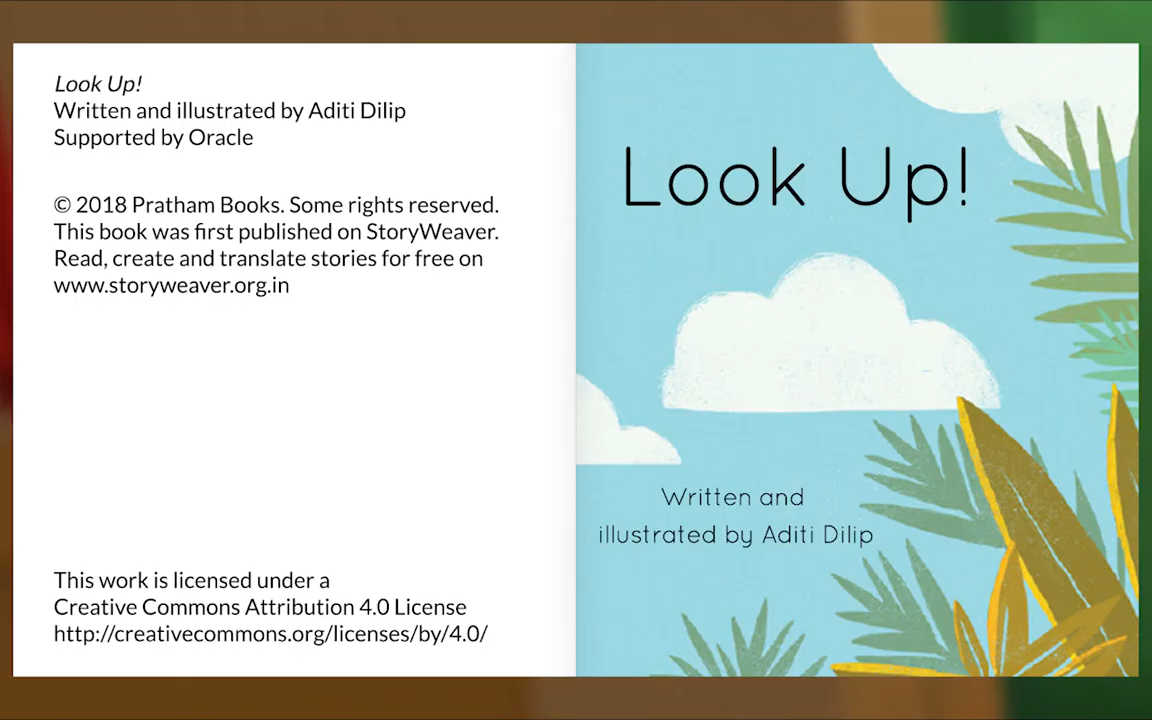 Look Up!
Written and illustrated by Aditi Dilip
Supported by Oracle
© 2018 Pratham Books. Some rights reserved.
This book was first published on StoryWeaver.
Read, create and translate stories for free on
www.storyweaver.org.in
This work is licensed under a
Creative Commons Attribution 4.0 License
http://creativecommons.org/licenses/by/4.0/
Look Up!
Written and
illustrated by Aditi Dilip